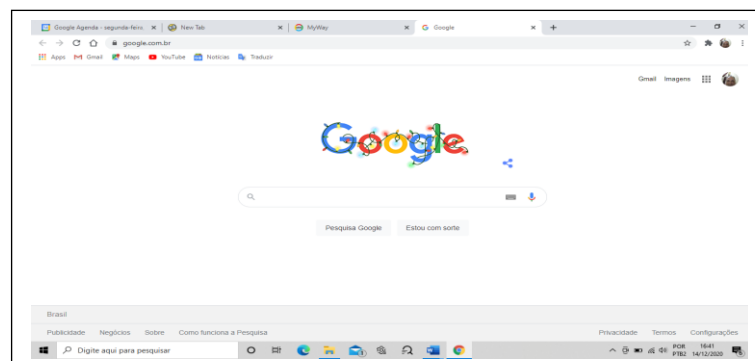 Google Agenda - segunda-feira,
New Tab
MyWay
Google
google.com.br
Apps
Gmail
Maps
YouTube
Notícias
Traduzir
Gmail
Imagens
Google
Pesquisa Google
Estou com sorte
Brasil
Publicidade
Negócios
Sobre
Como funciona a Pesquisa
Privacidade
Termos
Configurações
Digite aqui para pesquisar
POR
PTB2
16:41
14/12/2020